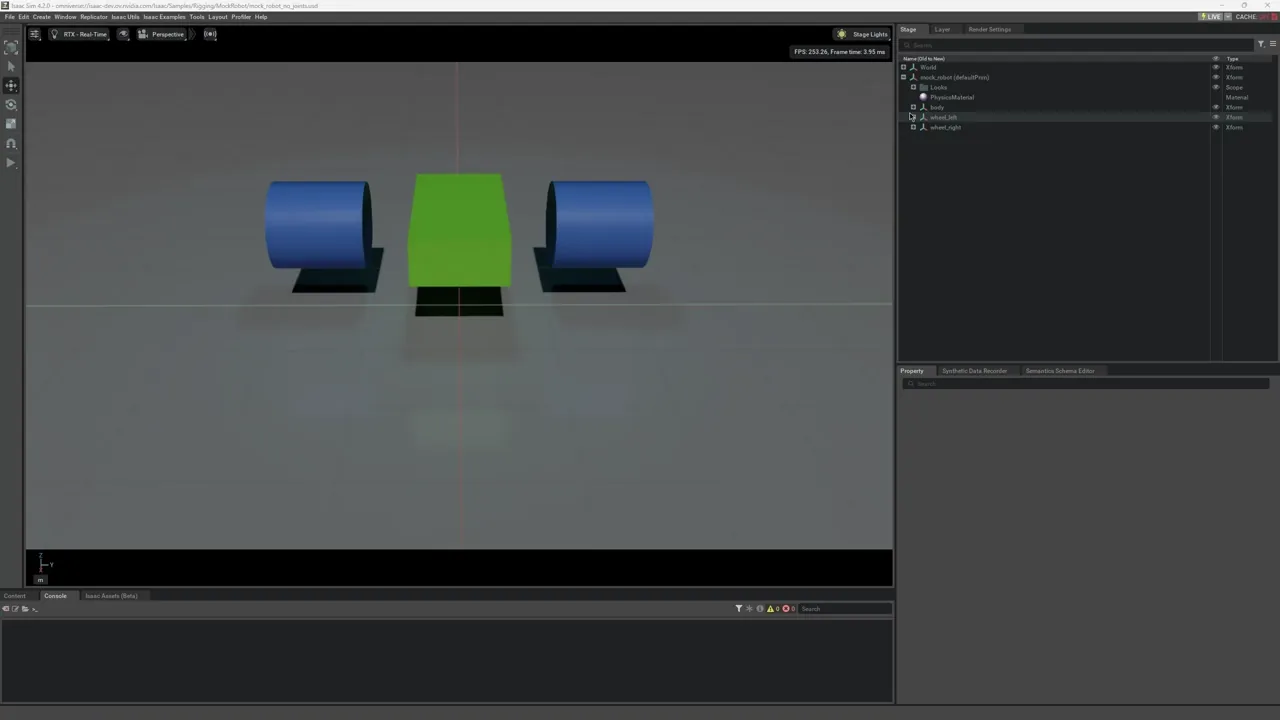 Isaac Sim 4.2.0 - omniverse://isaac-dev.ov.nvidia.com/Isaac/Samples/Rigging/MockRobot/mock_robot_no_joints.usd
File Edit Create Window Replicator Isaac Utils Isaac Examples Tools Layout Profiler Help
LIVE CACHE:
RTX - Real-Time
Perspective
Stage Lights
FPS: 253.26, Frame time: 3.95 ms
Stage Layer Render Settings
Search
Name (Old to New) Type
World Xform
mock_robot (defaultPrim) Xform
Looks Scope
PhysicsMaterial Material
body Xform
wheel_left Xform
wheel_right Xform
Property Synthetic Data Recorder Semantics Schema Editor
Search
Z
Y
X
m
Content Console Isaac Assets (Beta)
0 0 Search